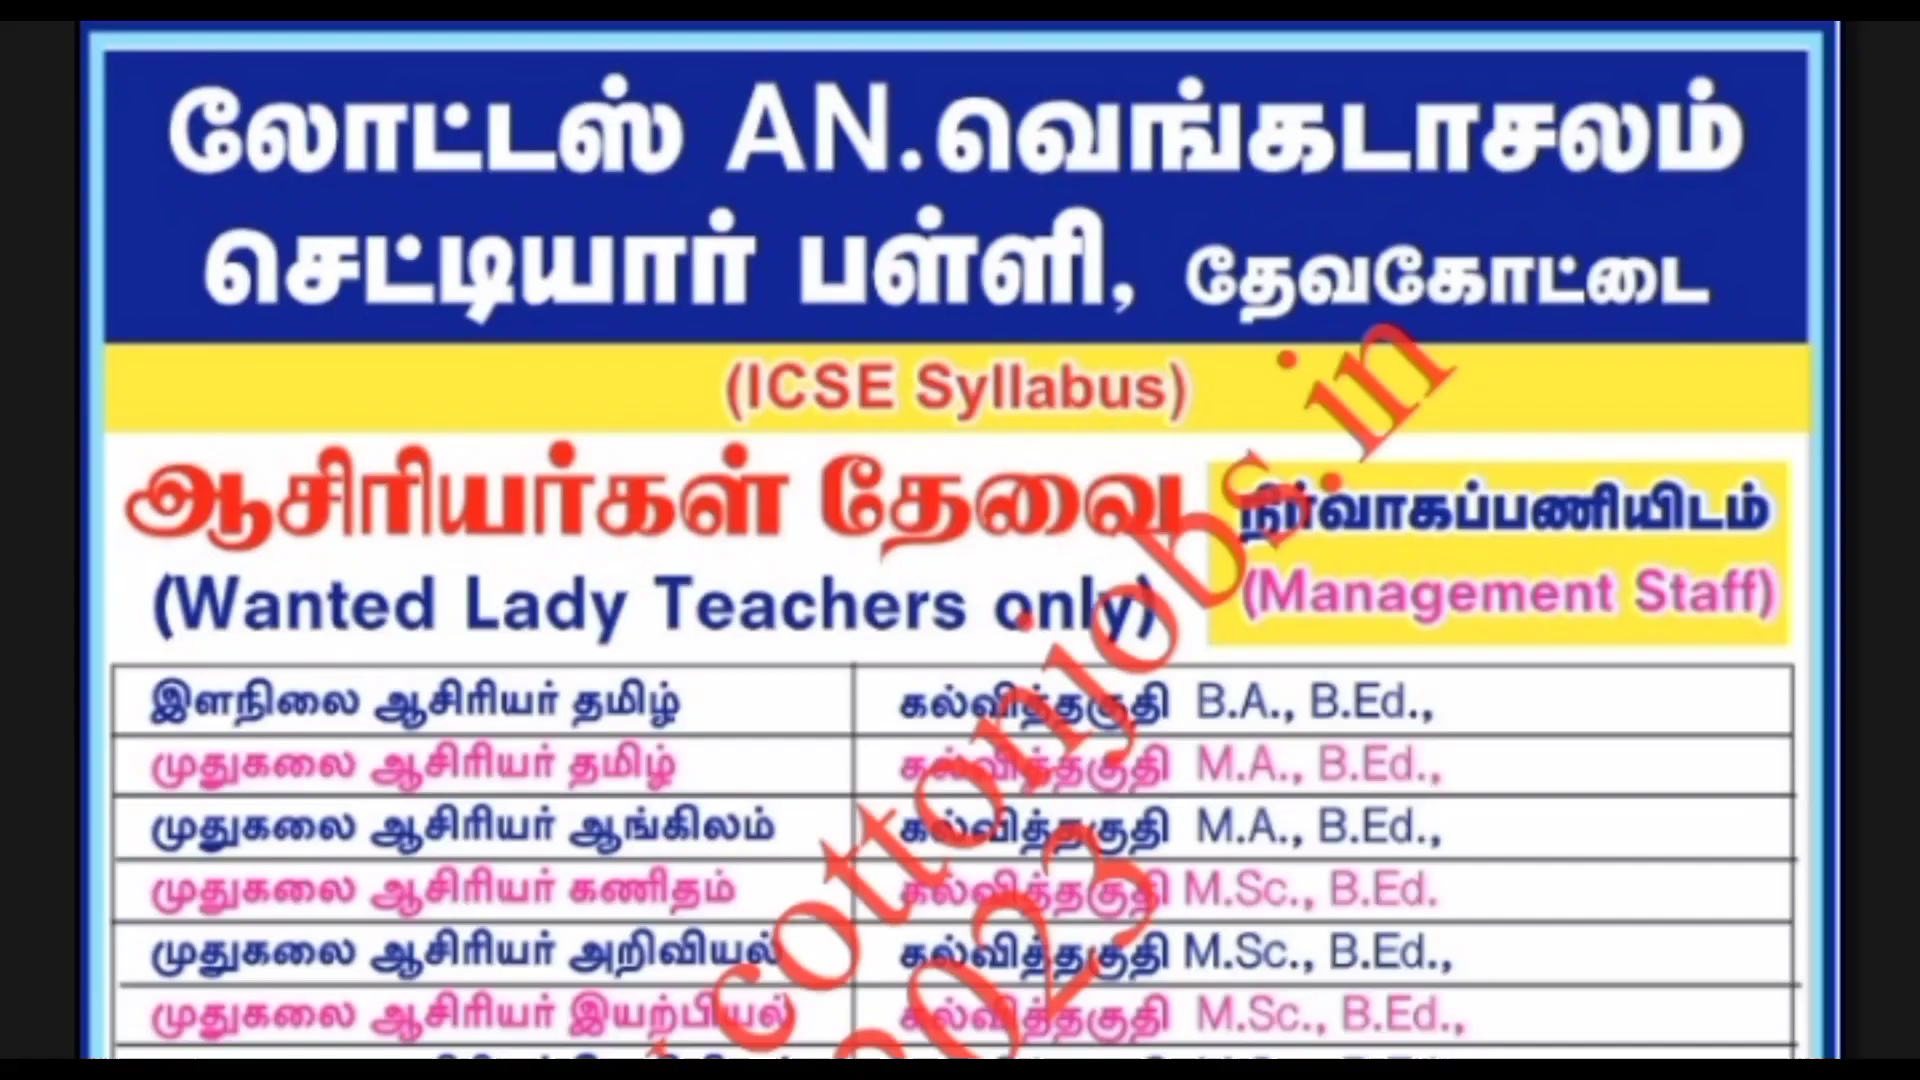 லோட்டஸ் AN.வெங்கடாசலம்
செட்டியார் பள்ளி, தேவகோட்டை
(ICSE Syllabus)
ஆசிரியர்கள் தேவை
(Wanted Lady Teachers only)
நிர்வாகப்பணியிடம்
(Management Staff)
இளநிலை ஆசிரியர் தமிழ் கல்வித்தகுதி B.A., B.Ed.,
முதுகலை ஆசிரியர் தமிழ் கல்வித்தகுதி M.A., B.Ed.,
முதுகலை ஆசிரியர் ஆங்கிலம் கல்வித்தகுதி M.A., B.Ed.,
முதுகலை ஆசிரியர் கணிதம் கல்வித்தகுதி M.Sc., B.Ed.
முதுகலை ஆசிரியர் அறிவியல் கல்வித்தகுதி M.Sc., B.Ed.,
முதுகலை ஆசிரியர் இயற்பியல் கல்வித்தகுதி M.Sc., B.Ed.,
cottonjobs.in
2023